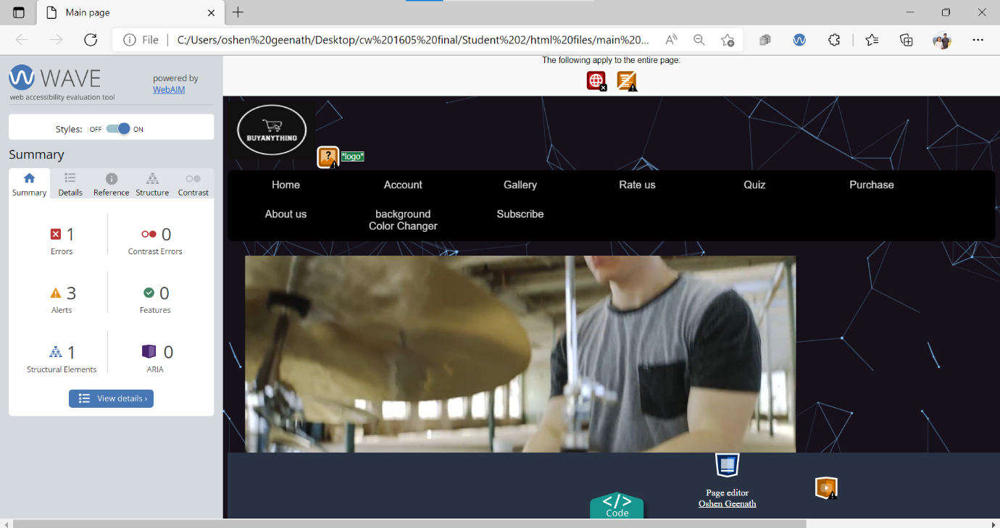 Main page
File
C:/Users/oshen%20geenath/Desktop/cw%201605%20final/Student%202/html%20files/main%20...
WAVE
web accessibility evaluation tool
powered by
WebAIM
Styles: OFF ON
Summary
Summary Details Reference Structure Contrast
1 0
Errors Contrast Errors
3 0
Alerts Features
1 0
Structural Elements ARIA
View details ›
The following apply to the entire page:
BUYANYTHING
*logo*
Home Account Gallery Rate us Quiz Purchase
About us background Color Changer Subscribe
Page editor
Oshen Geenath
</>
Code